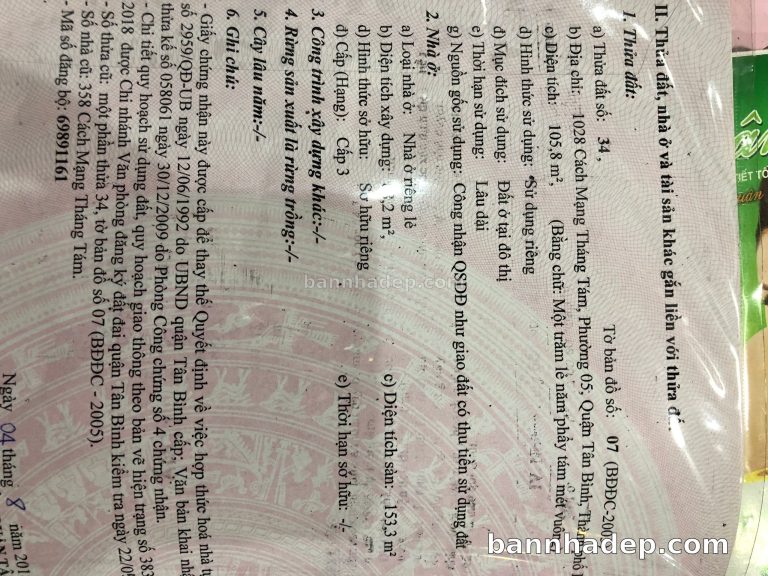 II. Thửa đất, nhà ở và tài sản khác gắn liền với thửa đất
1. Thửa đất:
a) Thửa đất số: 34, Tờ bản đồ số: 07 (BĐĐC-200
b) Địa chỉ: 1028 Cách Mạng Tháng Tám, Phường 05, Quận Tân Bình, Thành phố
c) Diện tích: 105,8 m², (Bằng chữ: Một trăm lẻ năm phẩy tám mét vuông
d) Hình thức sử dụng: Sử dụng riêng
đ) Mục đích sử dụng: Đất ở tại đô thị
e) Thời hạn sử dụng: Lâu dài
g) Nguồn gốc sử dụng: Công nhận QSDĐ như giao đất có thu tiền sử dụng đất
2. Nhà ở:
a) Loại nhà ở: Nhà ở riêng lẻ
b) Diện tích xây dựng: ,2 m², c) Diện tích sàn: 153,3 m²
d) Hình thức sở hữu: Sở hữu riêng e) Thời hạn sở hữu: -/-
đ) Cấp (Hạng): Cấp 3
3. Công trình xây dựng khác:-/-
4. Rừng sản xuất là rừng trồng:-/-
5. Cây lâu năm:-/-
6. Ghi chú:
- Giấy chứng nhận này được cấp để thay thế Quyết định về việc hợp thức hoá nhà
số 2959/QĐ-UB ngày 12/06/1992 do UBND quận Tân Bình cấp; Văn bản khai nh
thừa kế số 058061 ngày 30/12/2009 do Phòng Công chứng số 4 chứng nhận.
- Chi tiết quy hoạch sử dụng đất, quy hoạch giao thông theo bản vẽ hiện trạng số 383
2018 được Chi nhánh Văn phòng đăng ký đất đai quận Tân Bình kiểm tra ngày 22/05
- Số thửa cũ: một phần thửa 34, tờ bản đồ số 07 (BĐĐC - 2005).
- Số nhà cũ: 358 Cách Mạng Tháng Tám.
- Mã số đăng bộ: 69891161
Ngày 04 tháng 8 năm 201
bannhadep.com
bannhadep.com